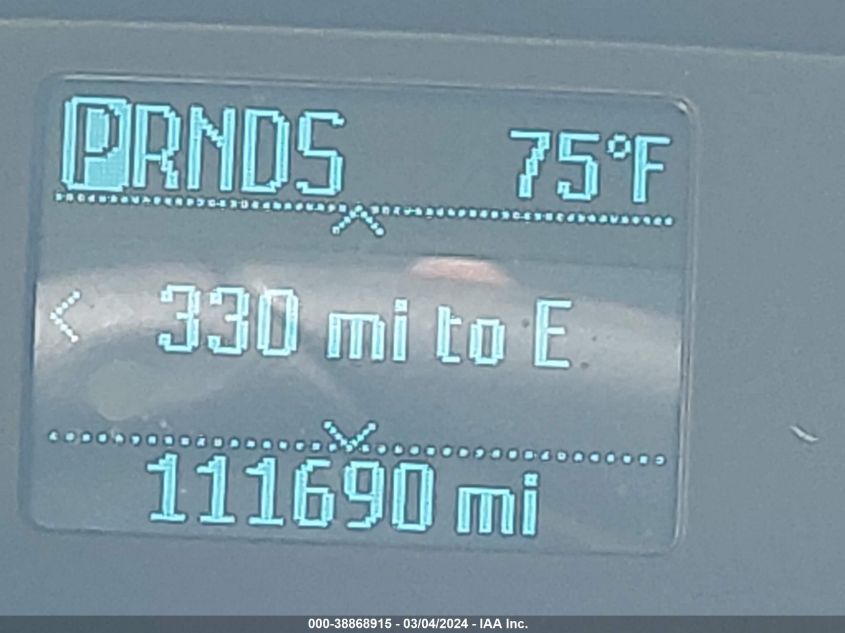 PRNDS 75°F
330 mi to E
111690 mi
000-38868915 - 03/04/2024 - IAA Inc.